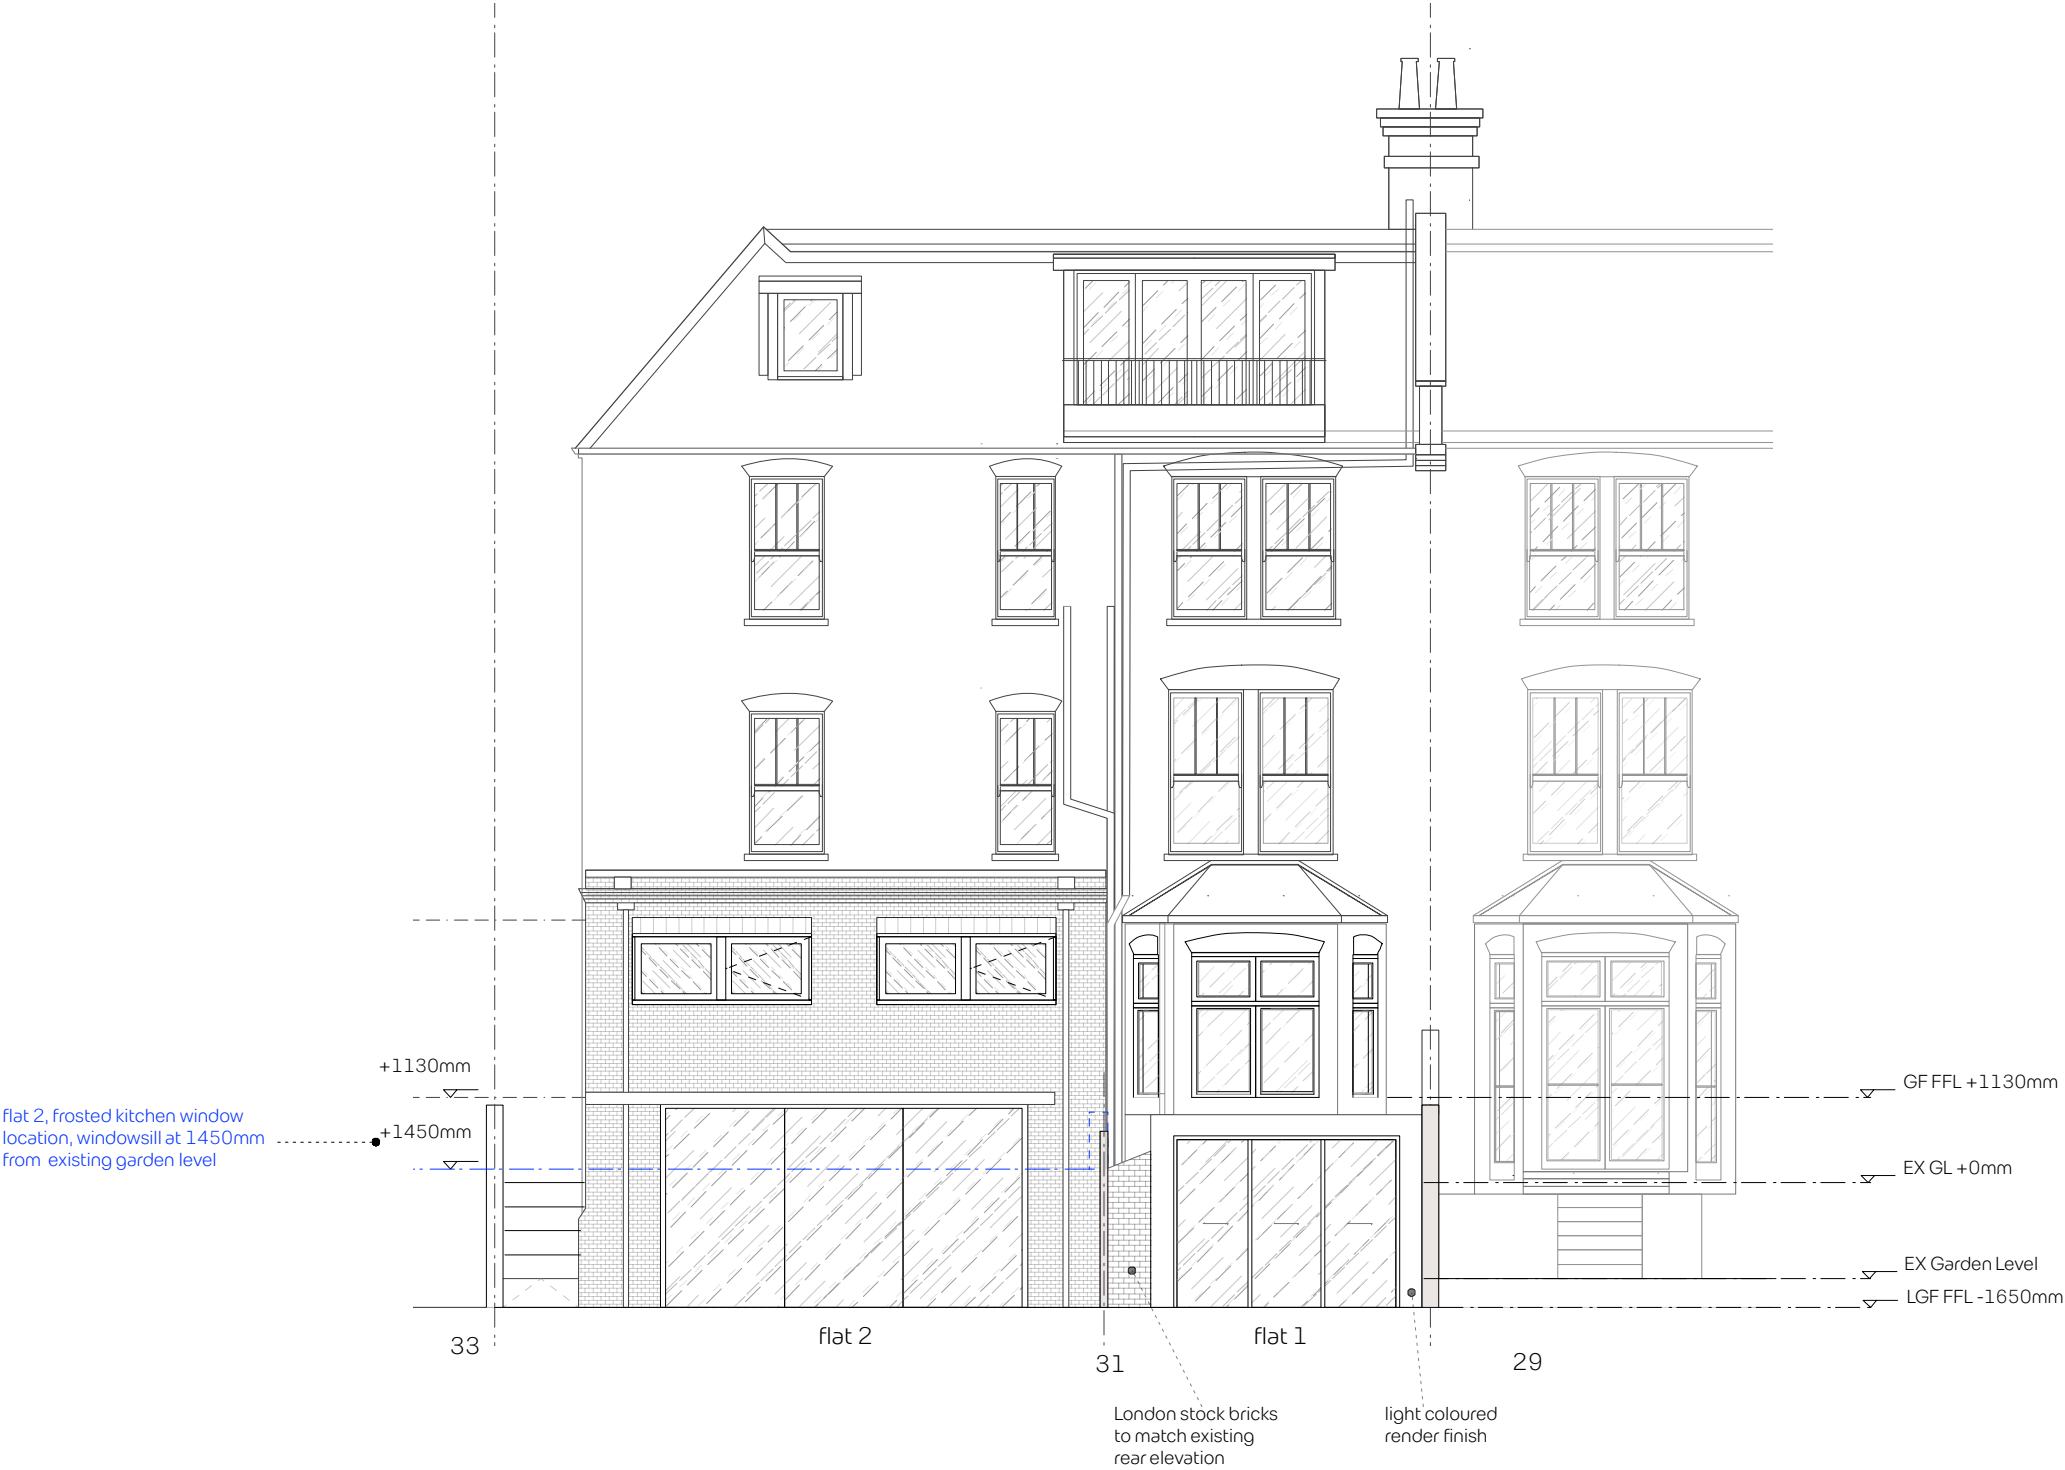 +1130mm
GF FFL +1130mm
flat 2, frosted kitchen window
location, windowsill at 1450mm
from existing garden level
+1450mm
EX GL +0mm
EX Garden Level
LGF FFL -1650mm
flat 2
flat 1
33
31
29
London stock bricks
to match existing
rear elevation
light coloured
render finish